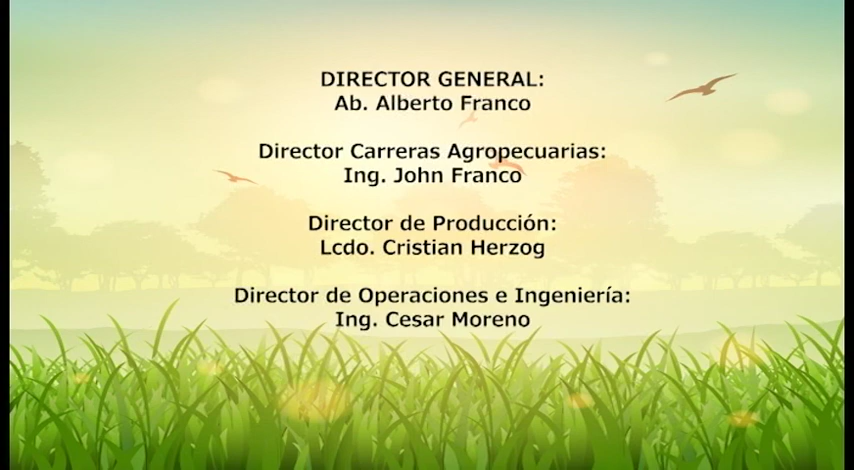 DIRECTOR GENERAL:
Ab. Alberto Franco
Director Carreras Agropecuarias:
Ing. John Franco
Director de Producción:
Lcdo. Cristian Herzog
Director de Operaciones e Ingeniería:
Ing. Cesar Moreno